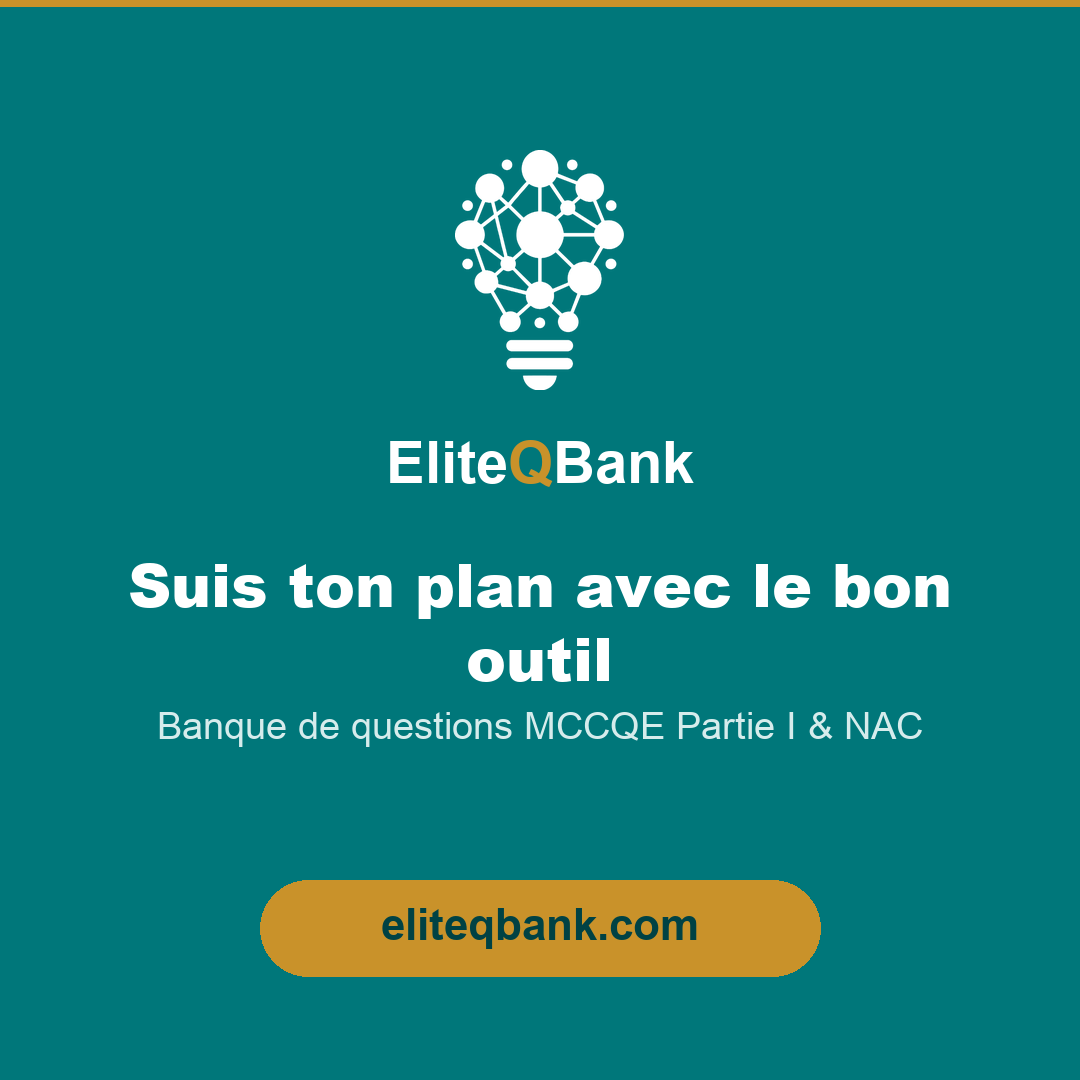 EliteQBank
Suis ton plan avec le bon
outil
Banque de questions MCCQE Partie I & NAC
eliteqbank.com